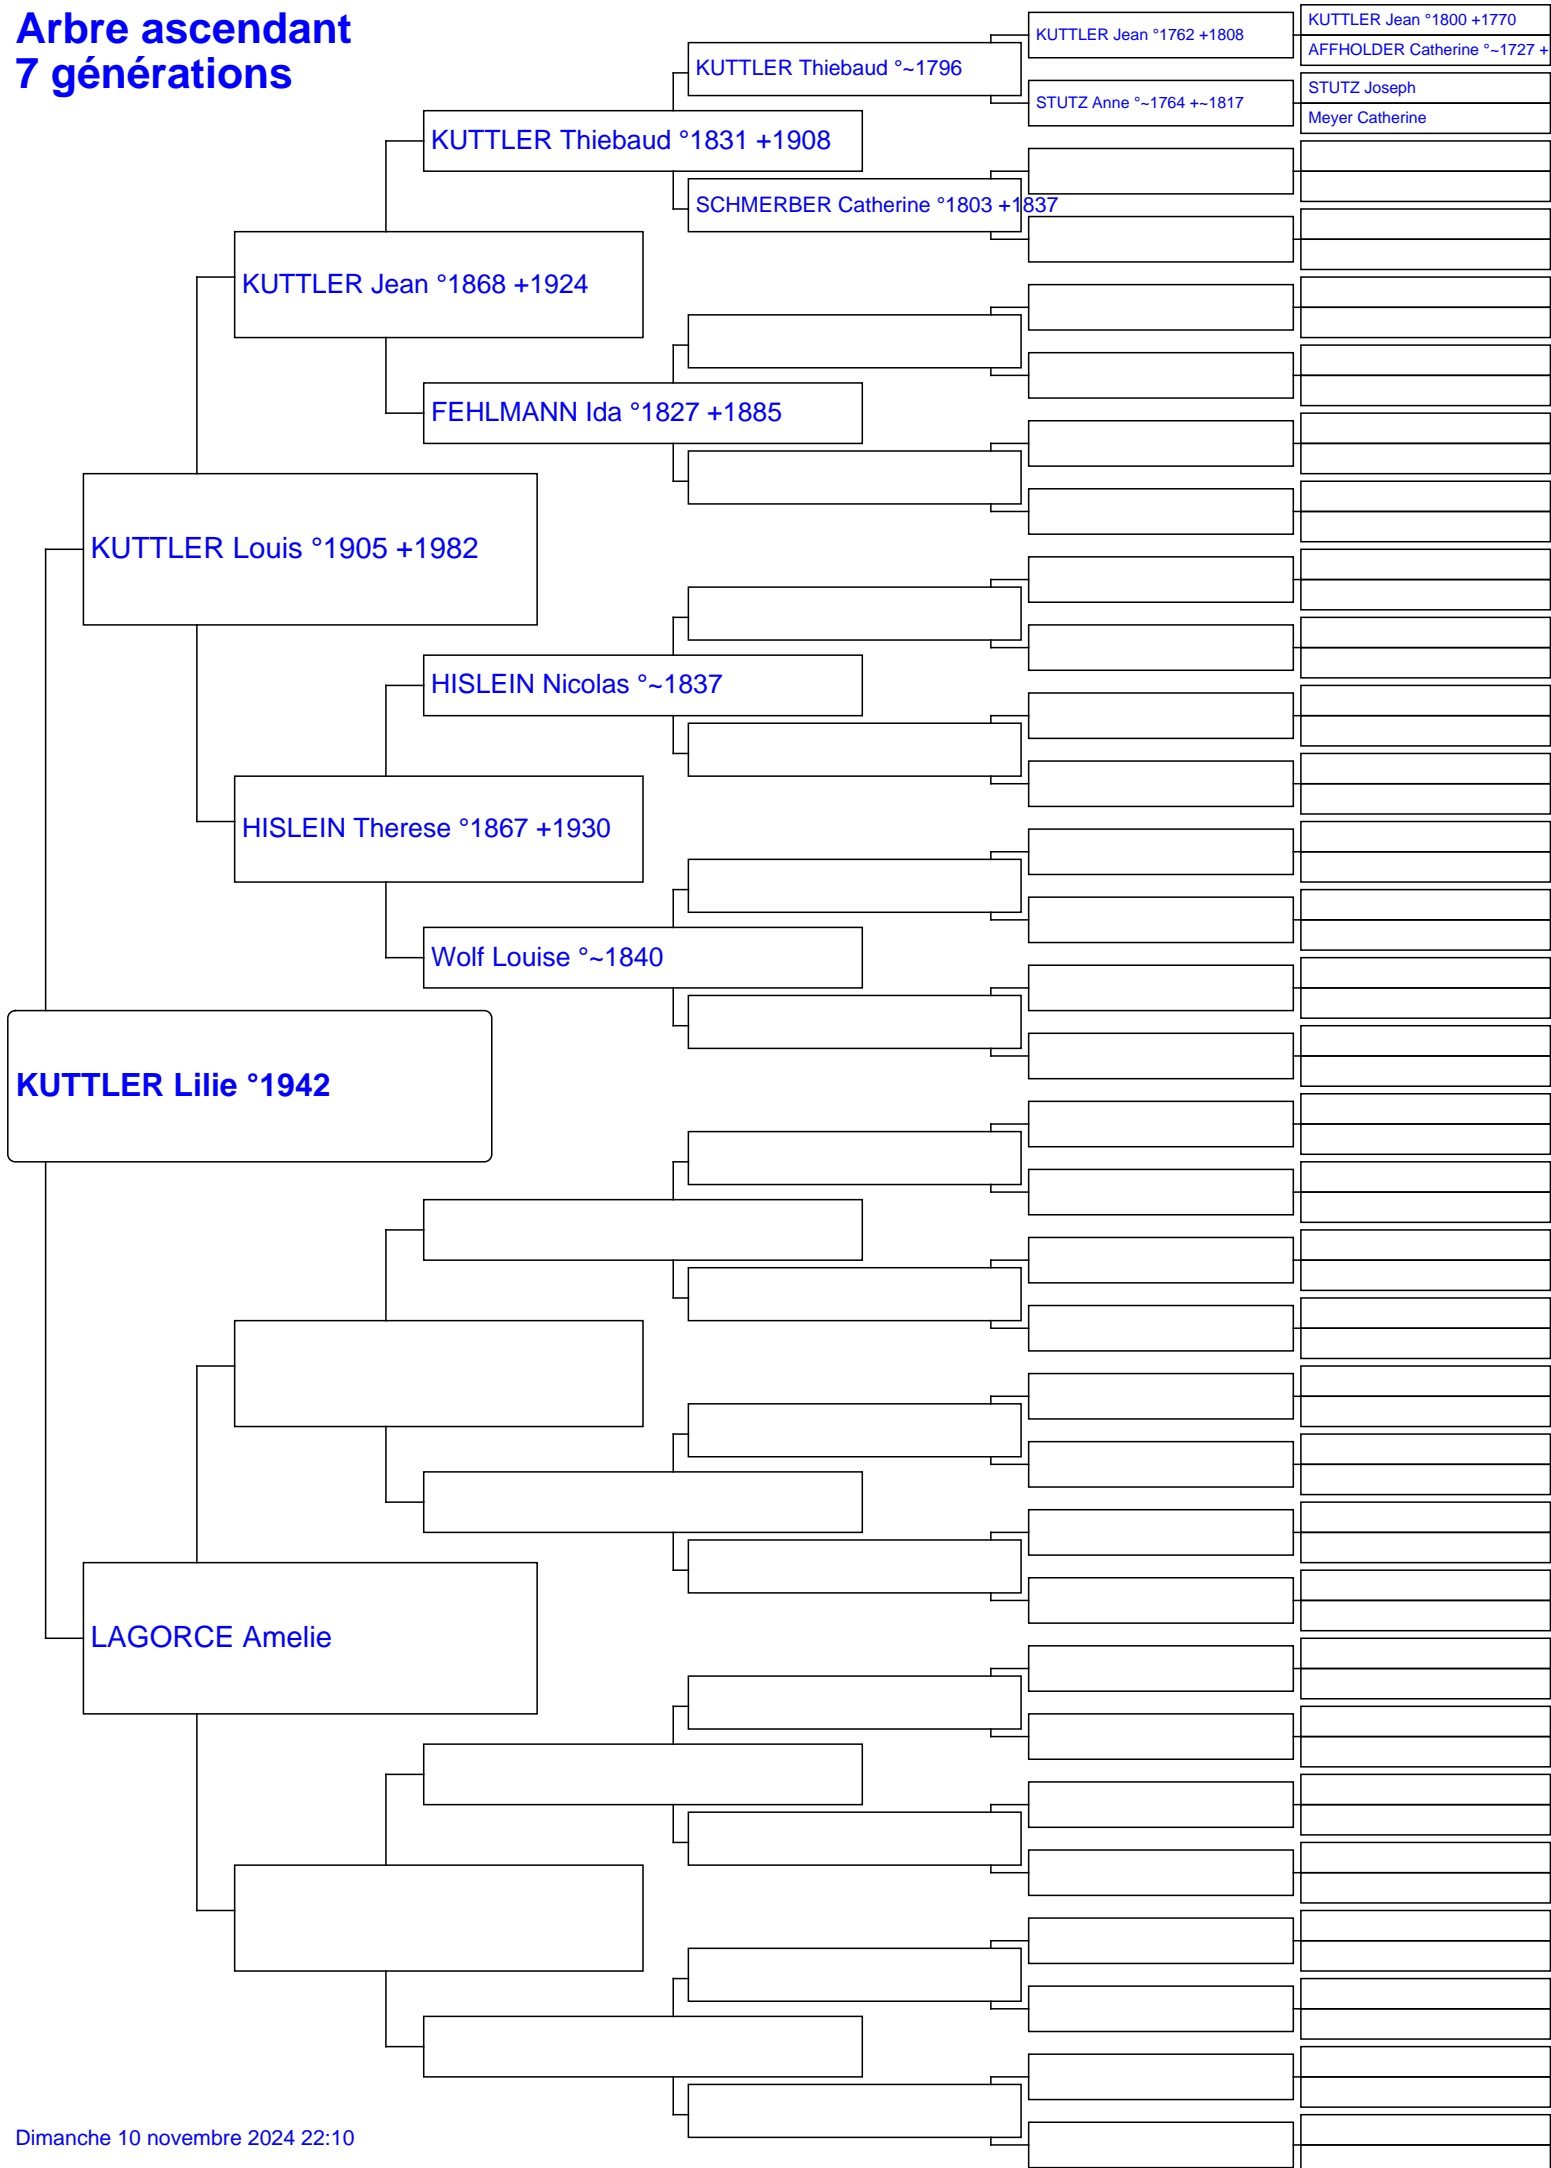 Arbre ascendant
7 générations
KUTTLER Jean °1800 +1770
KUTTLER Jean °1762 +1808
AFFHOLDER Catherine °~1727 +
KUTTLER Thiebaud °~1796
STUTZ Joseph
STUTZ Anne °~1764 +~1817
Meyer Catherine
KUTTLER Thiebaud °1831 +1908
SCHMERBER Catherine °1803 +1837
KUTTLER Jean °1868 +1924
FEHLMANN Ida °1827 +1885
KUTTLER Louis °1905 +1982
HISLEIN Nicolas °~1837
HISLEIN Therese °1867 +1930
Wolf Louise °~1840
KUTTLER Lilie °1942
LAGORCE Amelie
Dimanche 10 novembre 2024 22:10